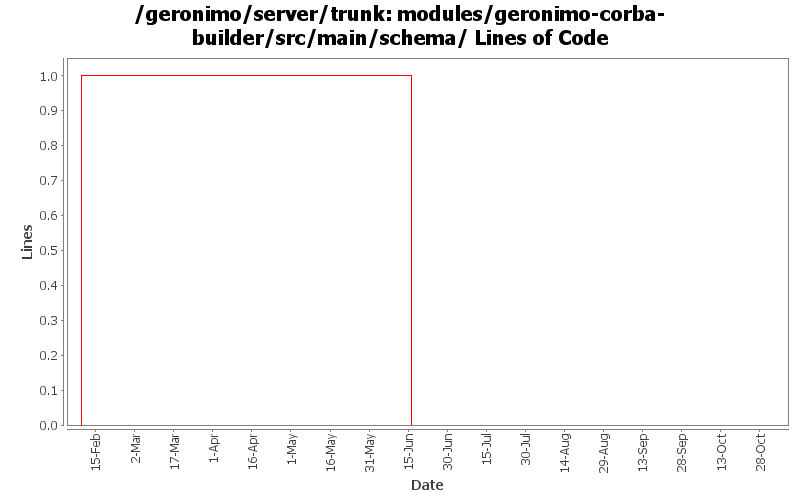 /geronimo/server/trunk: modules/geronimo-corba-
builder/src/main/schema/ Lines of Code
1.0
0.9
0.8
0.7
0.6
0.5
0.4
0.3
0.2
0.1
0.0
Lines
15-Feb
2-Mar
17-Mar
1-Apr
16-Apr
1-May
16-May
31-May
15-Jun
30-Jun
15-Jul
30-Jul
14-Aug
29-Aug
13-Sep
28-Sep
13-Oct
28-Oct
Date